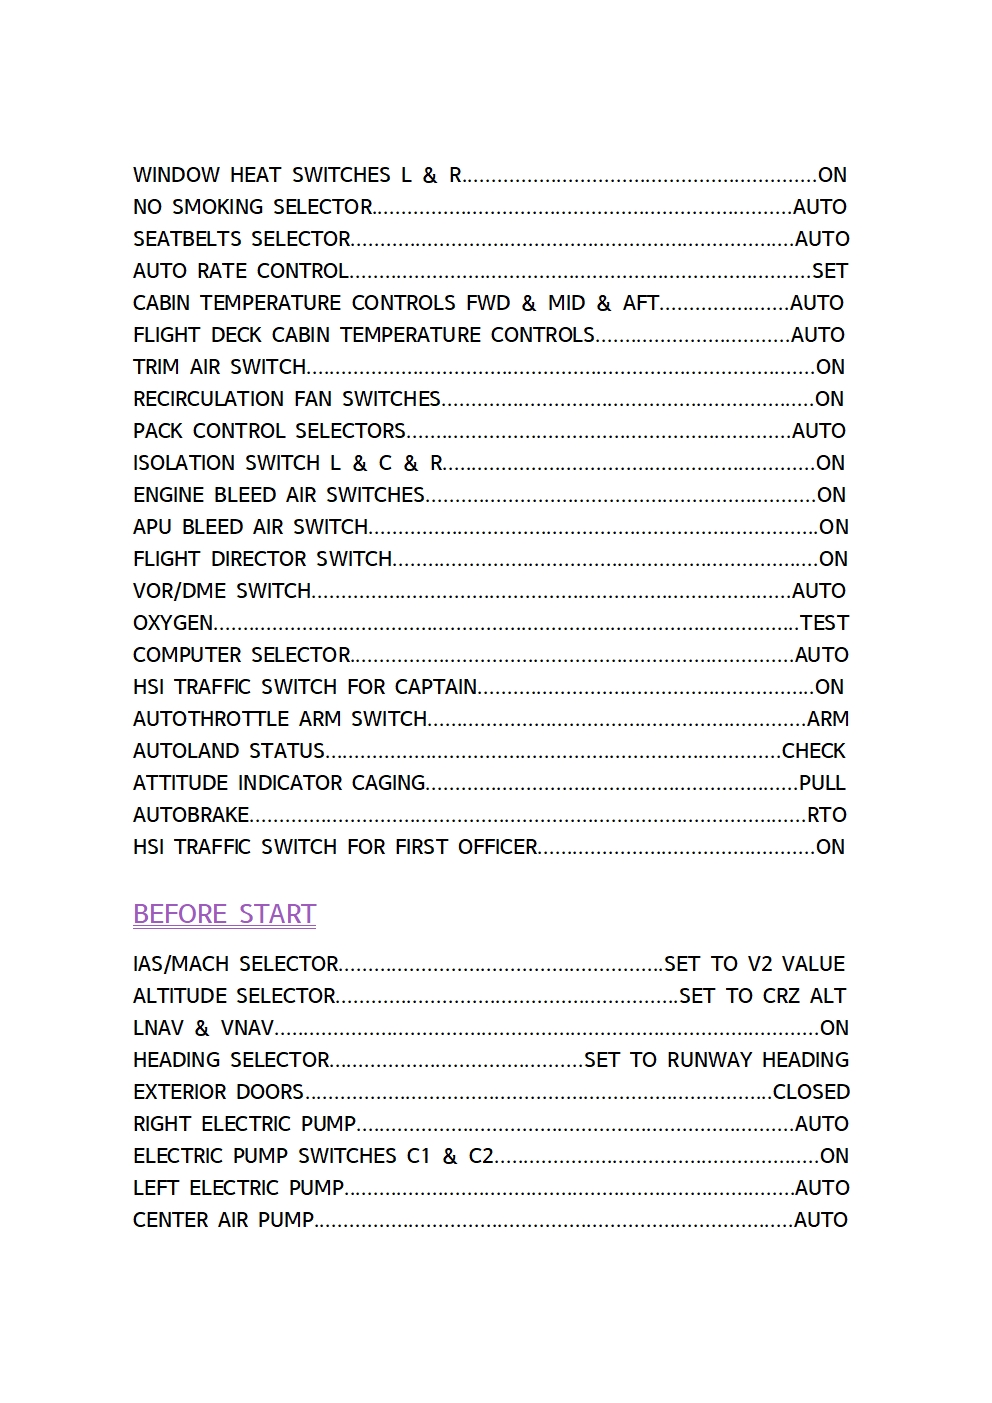 WINDOW HEAT SWITCHES L & R............................................................ON
NO SMOKING SELECTOR.......................................................................AUTO
SEATBELTS SELECTOR...........................................................................AUTO
AUTO RATE CONTROL..............................................................................SET
CABIN TEMPERATURE CONTROLS FWD & MID & AFT......................AUTO
FLIGHT DECK CABIN TEMPERATURE CONTROLS.................................AUTO
TRIM AIR SWITCH......................................................................................ON
RECIRCULATION FAN SWITCHES...............................................................ON
PACK CONTROL SELECTORS.................................................................AUTO
ISOLATION SWITCH L & C & R...............................................................ON
ENGINE BLEED AIR SWITCHES..................................................................ON
APU BLEED AIR SWITCH............................................................................ON
FLIGHT DIRECTOR SWITCH........................................................................ON
VOR/DME SWITCH.................................................................................AUTO
OXYGEN...................................................................................................TEST
COMPUTER SELECTOR...........................................................................AUTO
HSI TRAFFIC SWITCH FOR CAPTAIN.........................................................ON
AUTOTHROTTLE ARM SWITCH................................................................ARM
AUTOLAND STATUS.............................................................................CHECK
ATTITUDE INDICATOR CAGING...............................................................PULL
AUTOBRAKE..............................................................................................RTO
HSI TRAFFIC SWITCH FOR FIRST OFFICER...............................................ON
BEFORE START
IAS/MACH SELECTOR.......................................................SET TO V2 VALUE
ALTITUDE SELECTOR..........................................................SET TO CRZ ALT
LNAV & VNAV............................................................................................ON
HEADING SELECTOR...........................................SET TO RUNWAY HEADING
EXTERIOR DOORS...............................................................................CLOSED
RIGHT ELECTRIC PUMP..........................................................................AUTO
ELECTRIC PUMP SWITCHES C1 & C2.......................................................ON
LEFT ELECTRIC PUMP............................................................................AUTO
CENTER AIR PUMP.................................................................................AUTO